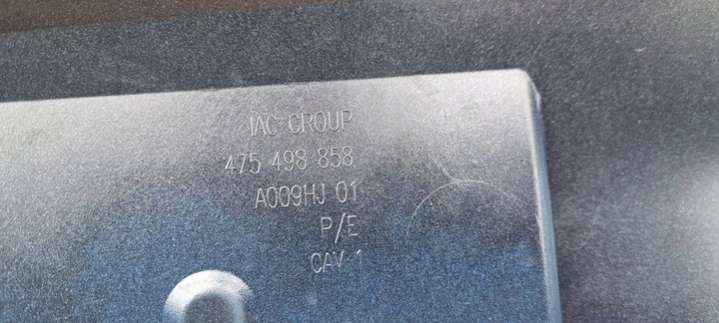 IAC GROUP
475 498 858
A009HJ 01
P/E
CAV 1